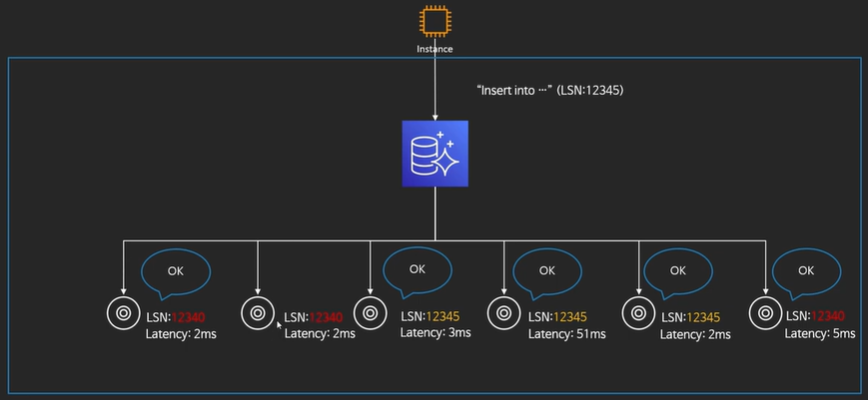 Instance
"Insert into ···" (LSN:12345)
OK
OK
OK
OK
OK
LSN:12340
Latency: 2ms
LSN:12340
Latency: 2ms
LSN:12345
Latency: 3ms
LSN:12345
Latency: 51ms
LSN:12345
Latency: 2ms
LSN:12340
Latency: 5ms